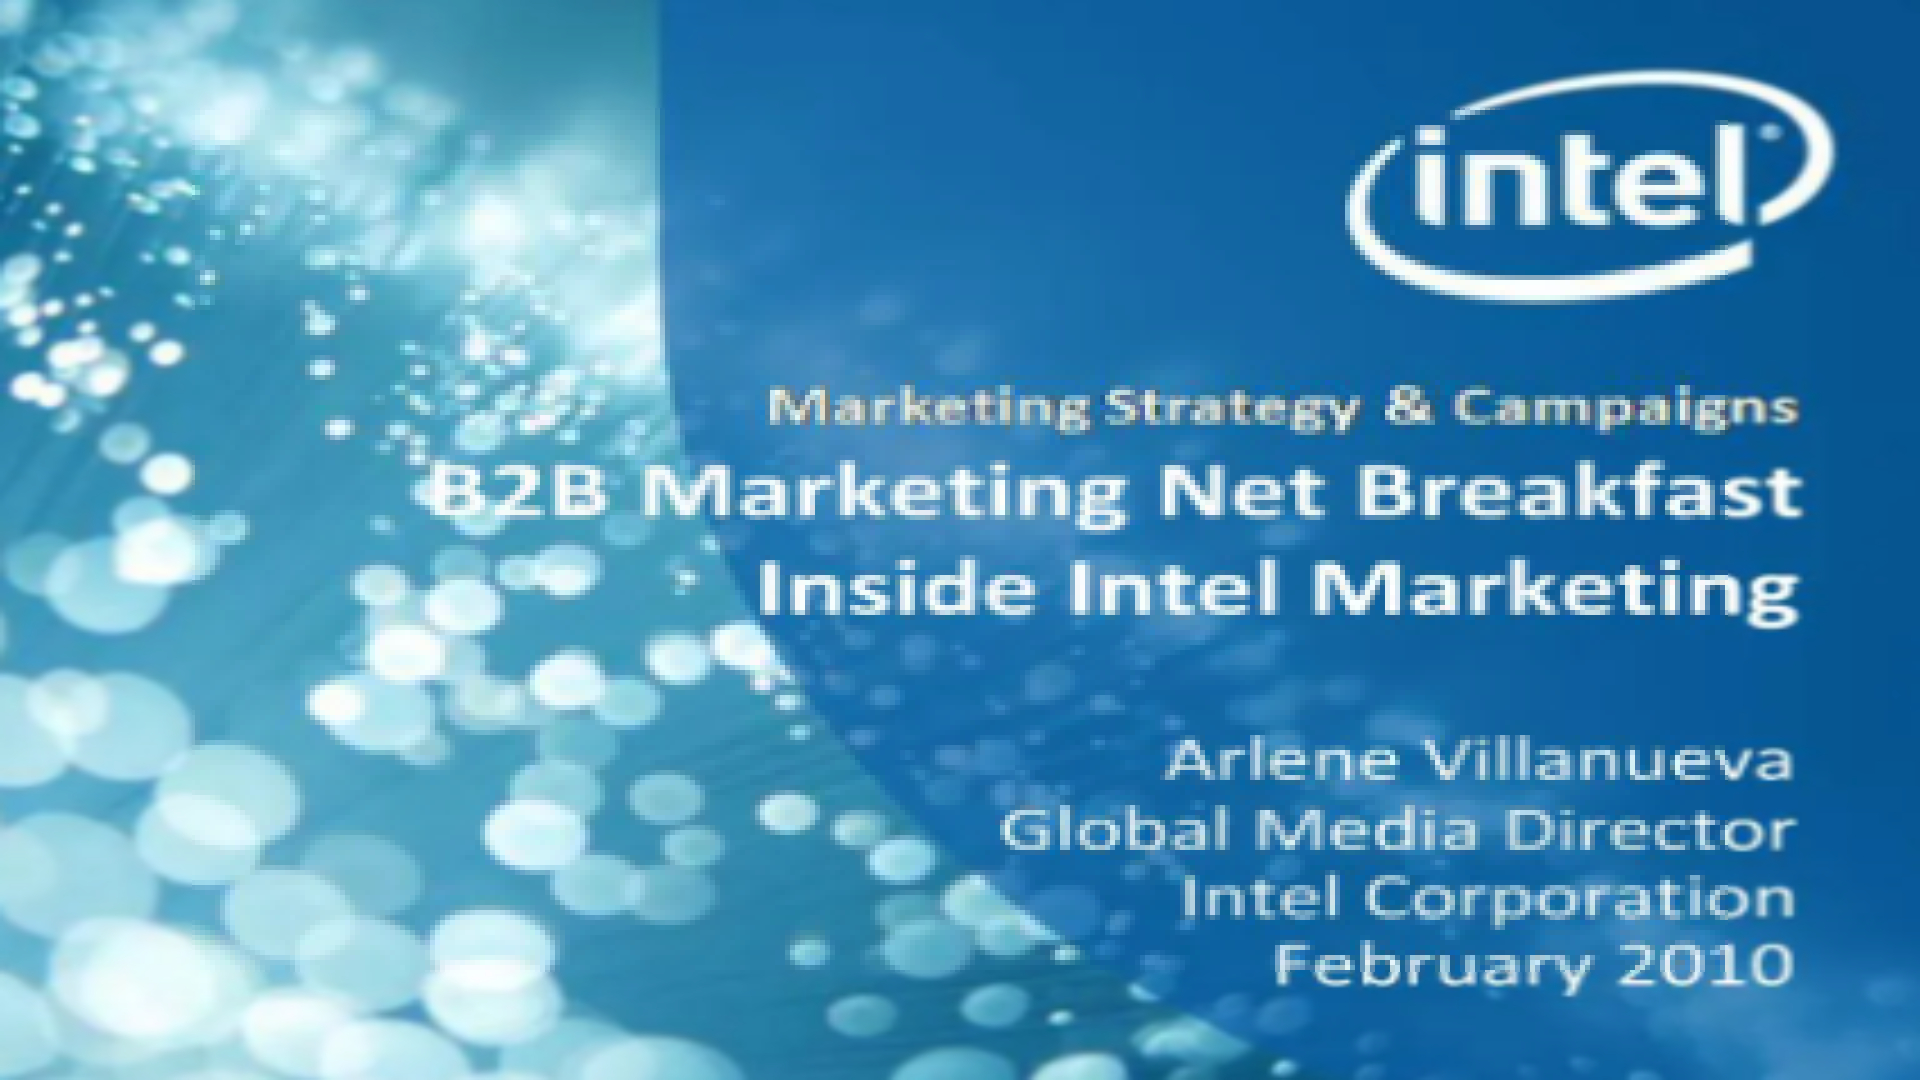 intel
Marketing Strategy & Campaigns
B2B Marketing Net Breakfast
Inside Intel Marketing
Arlene Villanueva
Global Media Director
Intel Corporation
February 2010